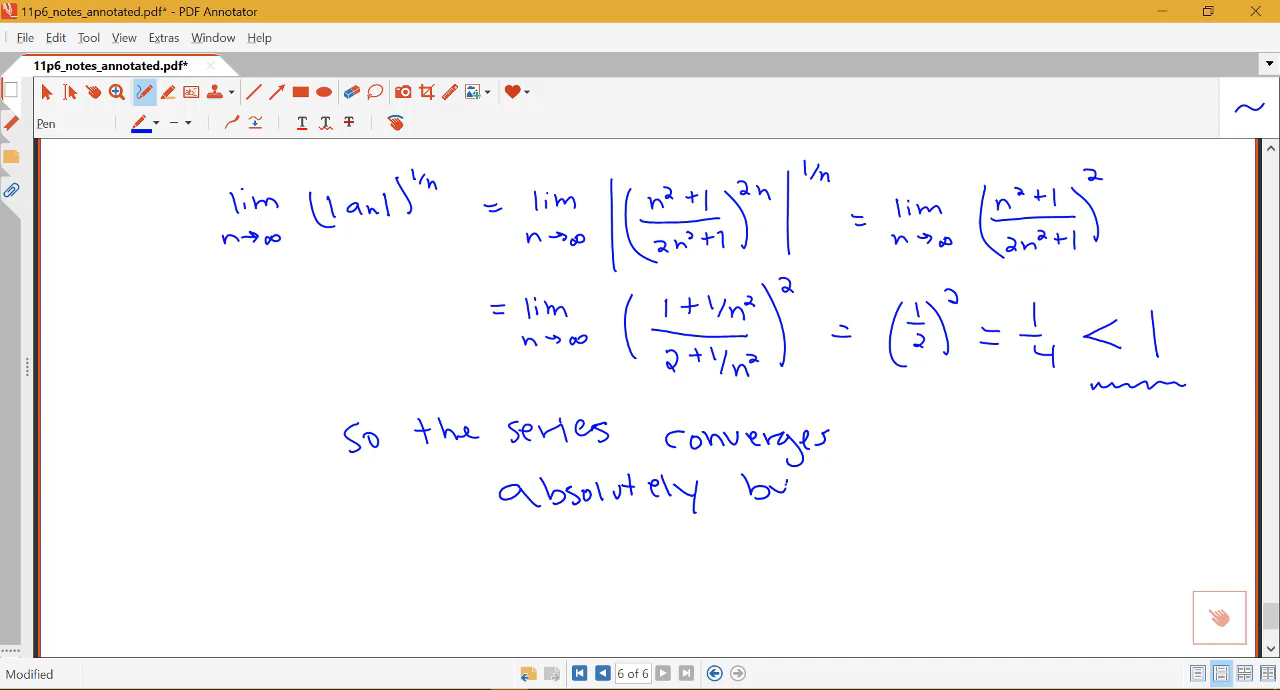 11p6_notes_annotated.pdf* - PDF Annotator
File Edit Tool View Extras Window Help
11p6_notes_annotated.pdf*
Pen
lim n→∞ (|an|)^1/n = lim n→∞ |((n²+1)/(2n²+1))^2n|^1/n = lim n→∞ ((n²+1)/(2n²+1))²
= lim n→∞ ((1+1/n²)/(2+1/n²))² = (1/2)² = 1/4 < 1
so the series converges
absolutely by
Modified
6 of 6